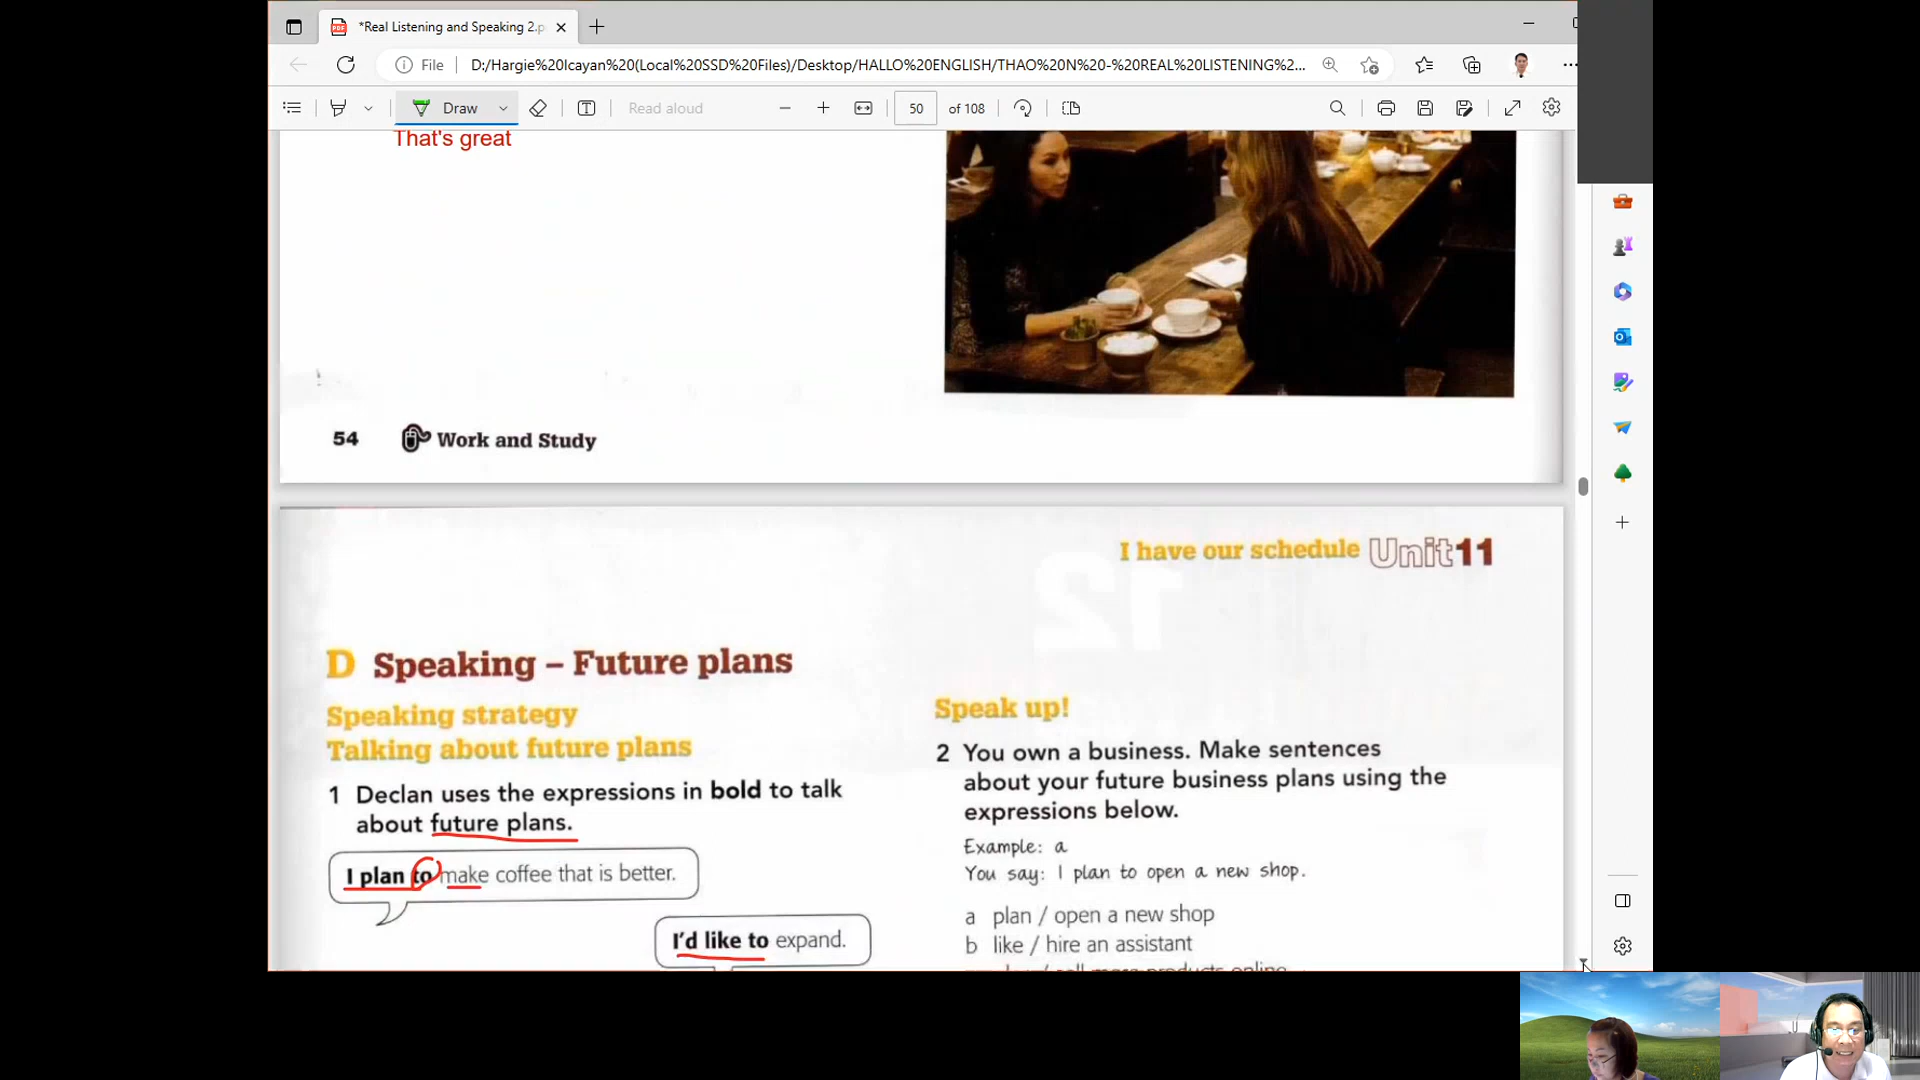 *Real Listening and Speaking 2.p
File
D:/Hargie%20Icayan%20(Local%20SSD%20Files)/Desktop/HALLO%20ENGLISH/THAO%20N%20-%20REAL%20LISTENING%2...
Draw
Read aloud
50
of 108
That's great
54
Work and Study
I have our schedule Unit 11
D Speaking – Future plans
Speaking strategy
Talking about future plans
1 Declan uses the expressions in bold to talk
about future plans.
I plan to make coffee that is better.
I'd like to expand.
Speak up!
2 You own a business. Make sentences
about your future business plans using the
expressions below.
Example: a
You say: I plan to open a new shop.
a plan / open a new shop
b like / hire an assistant